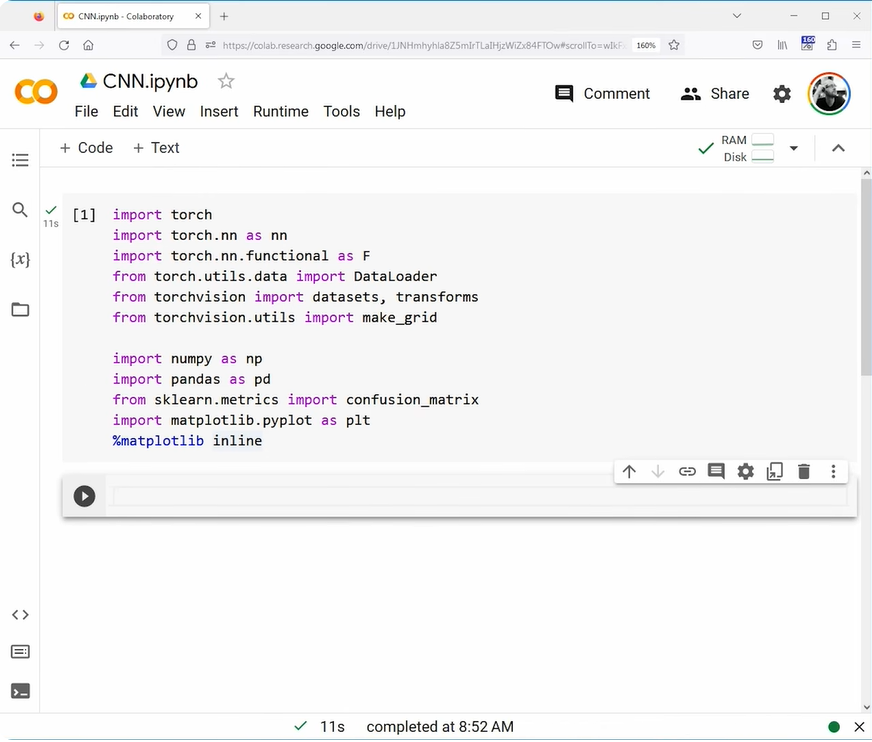 CNN.ipynb - Colaboratory
https://colab.research.google.com/drive/
160%
160
CNN.ipynb
File Edit View Insert Runtime Tools Help
Comment
Share
+ Code + Text
RAM
Disk
{x}
11s
[1] import torch
import torch.nn as nn
import torch.nn.functional as F
from torch.utils.data import DataLoader
from torchvision import datasets, transforms
from torchvision.utils import make_grid
import numpy as np
import pandas as pd
from sklearn.metrics import confusion_matrix
import matplotlib.pyplot as plt
%matplotlib inline
11s completed at 8:52 AM